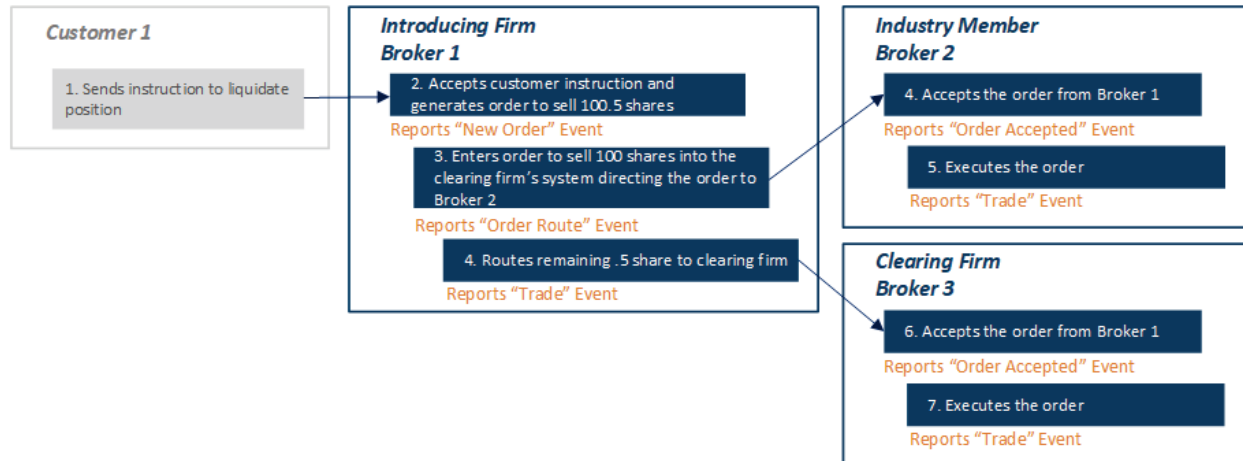 Customer 1
1. Sends instruction to liquidate
position
Introducing Firm
Broker 1
2. Accepts customer instruction and
generates order to sell 100.5 shares
Reports “New Order” Event
3. Enters order to sell 100 shares into the
clearing firm’s system directing the order to
Broker 2
Reports “Order Route” Event
4. Routes remaining .5 share to clearing firm
Reports “Trade” Event
Industry Member
Broker 2
4. Accepts the order from Broker 1
Reports “Order Accepted” Event
5. Executes the order
Reports “Trade” Event
Clearing Firm
Broker 3
6. Accepts the order from Broker 1
Reports “Order Accepted” Event
7. Executes the order
Reports “Trade” Event